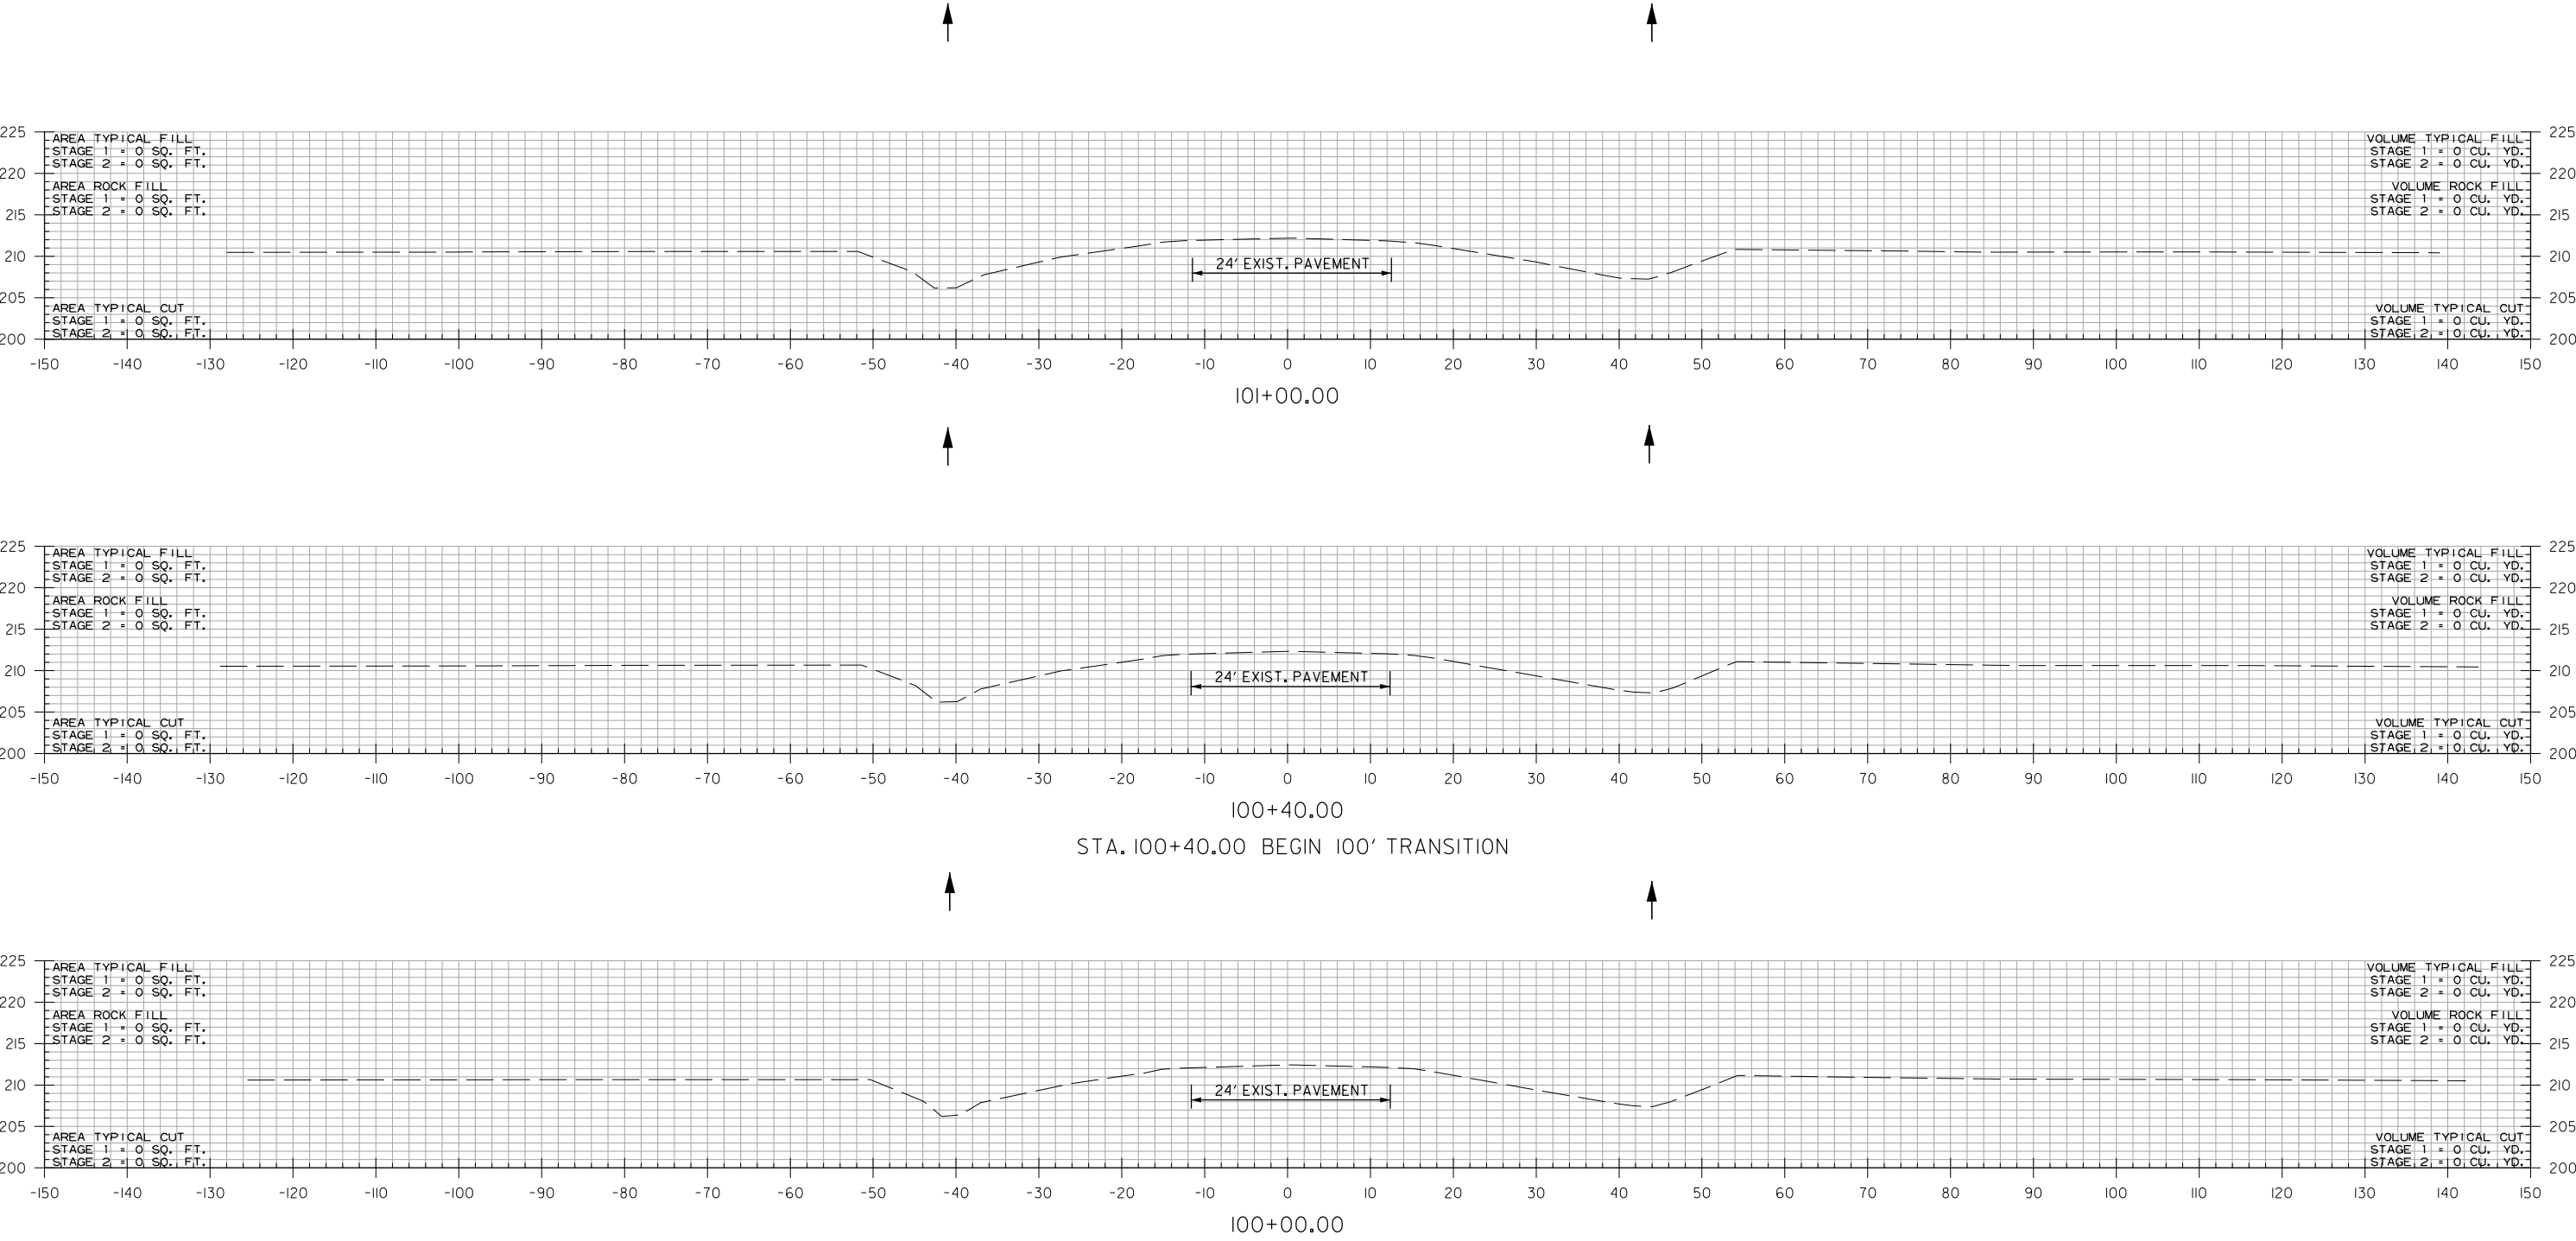 225 AREA TYPICAL FILL VOLUME TYPICAL FILL 225
STAGE 1 = 0 SQ. FT. STAGE 1 = 0 CU. YD.
STAGE 2 = 0 SQ. FT. STAGE 2 = 0 CU. YD.
220 220
AREA ROCK FILL VOLUME ROCK FILL
STAGE 1 = 0 SQ. FT. STAGE 1 = 0 CU. YD.
215 STAGE 2 = 0 SQ. FT. STAGE 2 = 0 CU. YD. 215
210 210
24' EXIST. PAVEMENT
205 205
AREA TYPICAL CUT VOLUME TYPICAL CUT
STAGE 1 = 0 SQ. FT. STAGE 1 = 0 CU. YD.
STAGE 2 = 0 SQ. FT. STAGE 2 = 0 CU. YD.
200 200
-150 -140 -130 -120 -110 -100 -90 -80 -70 -60 -50 -40 -30 -20 -10 0 10 20 30 40 50 60 70 80 90 100 110 120 130 140 150
101+00.00
225 AREA TYPICAL FILL VOLUME TYPICAL FILL 225
STAGE 1 = 0 SQ. FT. STAGE 1 = 0 CU. YD.
STAGE 2 = 0 SQ. FT. STAGE 2 = 0 CU. YD.
220 220
AREA ROCK FILL VOLUME ROCK FILL
STAGE 1 = 0 SQ. FT. STAGE 1 = 0 CU. YD.
215 STAGE 2 = 0 SQ. FT. STAGE 2 = 0 CU. YD. 215
210 210
24' EXIST. PAVEMENT
205 205
AREA TYPICAL CUT VOLUME TYPICAL CUT
STAGE 1 = 0 SQ. FT. STAGE 1 = 0 CU. YD.
STAGE 2 = 0 SQ. FT. STAGE 2 = 0 CU. YD.
200 200
-150 -140 -130 -120 -110 -100 -90 -80 -70 -60 -50 -40 -30 -20 -10 0 10 20 30 40 50 60 70 80 90 100 110 120 130 140 150
100+40.00
STA. 100+40.00 BEGIN 100' TRANSITION
225 AREA TYPICAL FILL VOLUME TYPICAL FILL 225
STAGE 1 = 0 SQ. FT. STAGE 1 = 0 CU. YD.
STAGE 2 = 0 SQ. FT. STAGE 2 = 0 CU. YD.
220 220
AREA ROCK FILL VOLUME ROCK FILL
STAGE 1 = 0 SQ. FT. STAGE 1 = 0 CU. YD.
215 STAGE 2 = 0 SQ. FT. STAGE 2 = 0 CU. YD. 215
210 210
24' EXIST. PAVEMENT
205 205
AREA TYPICAL CUT VOLUME TYPICAL CUT
STAGE 1 = 0 SQ. FT. STAGE 1 = 0 CU. YD.
STAGE 2 = 0 SQ. FT. STAGE 2 = 0 CU. YD.
200 200
-150 -140 -130 -120 -110 -100 -90 -80 -70 -60 -50 -40 -30 -20 -10 0 10 20 30 40 50 60 70 80 90 100 110 120 130 140 150
100+00.00